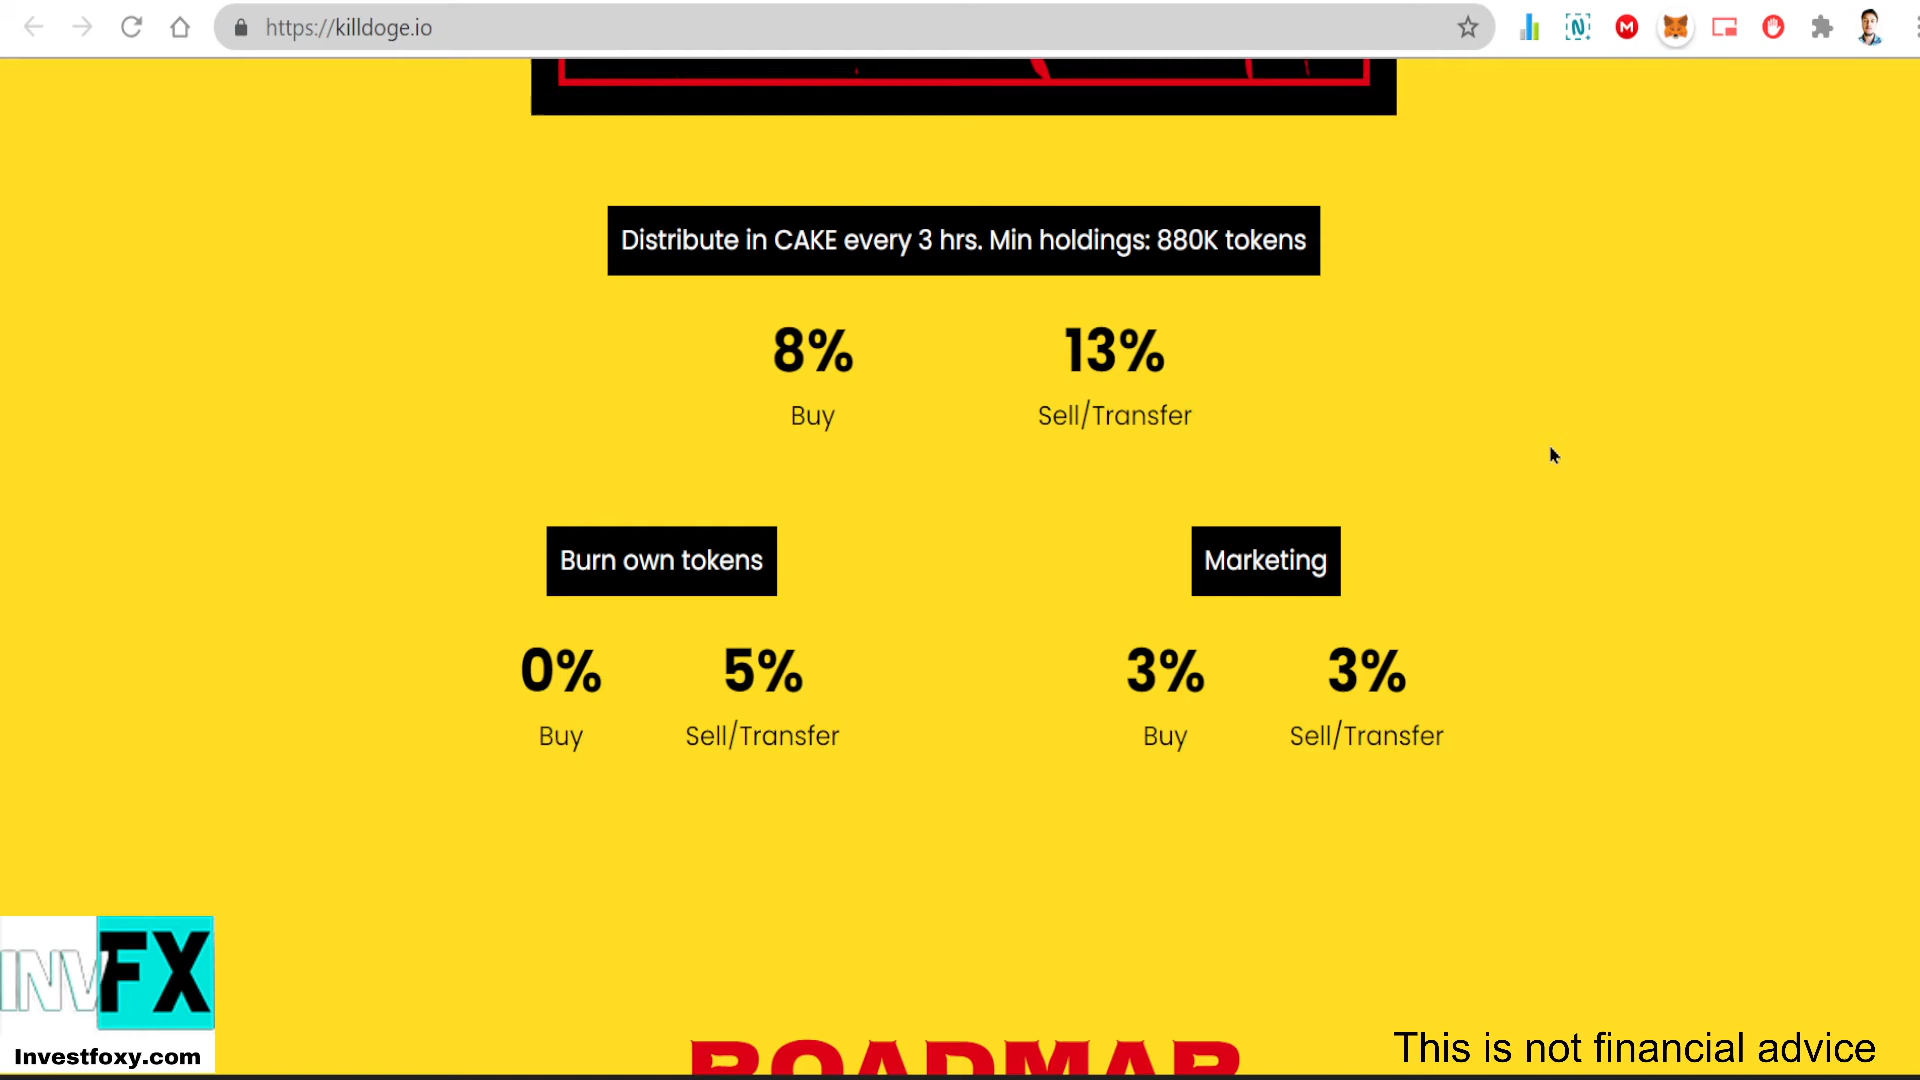 https://killdoge.io
Distribute in CAKE every 3 hrs. Min holdings: 880K tokens
8% 13%
Buy Sell/Transfer
Burn own tokens Marketing
0% 5% 3% 3%
Buy Sell/Transfer Buy Sell/Transfer
INVFX
Investfoxy.com
ROADMAP
This is not financial advice